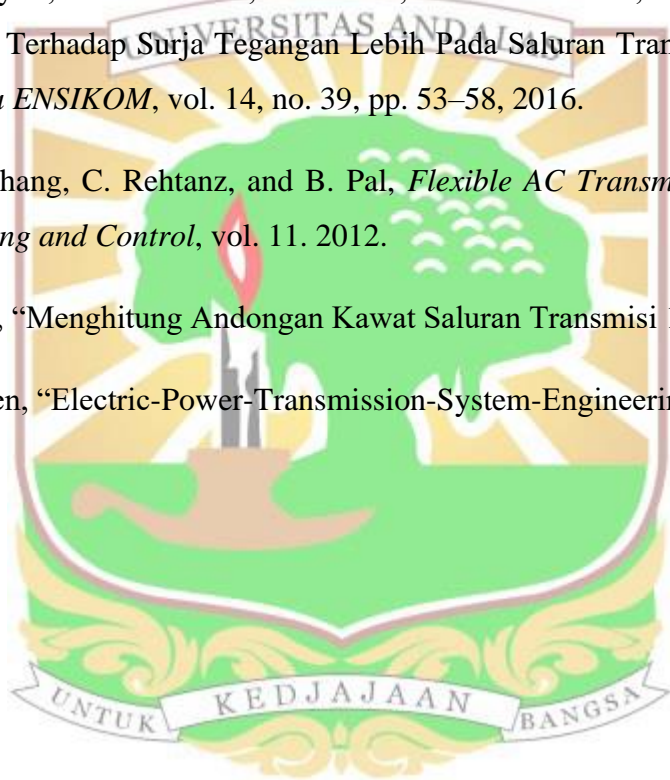 UNIVERSITAS ANDALAS
Terhadap Surja Tegangan Lebih Pada Saluran Tran
ENSIKOM, vol. 14, no. 39, pp. 53–58, 2016.
hang, C. Rehtanz, and B. Pal, Flexible AC Transm
ng and Control, vol. 11. 2012.
, “Menghitung Andongan Kawat Saluran Transmisi
en, “Electric-Power-Transmission-System-Engineerin
UNTUK KEDJAJAAN BANGSA